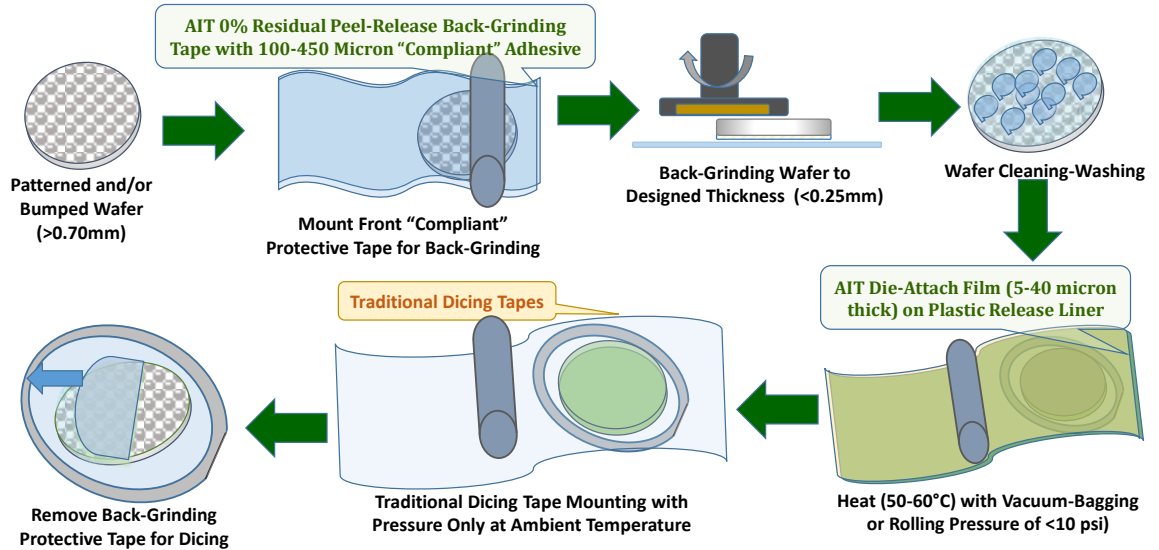 AIT 0% Residual Peel-Release Back-Grinding
Tape with 100-450 Micron “Compliant” Adhesive
Patterned and/or
Bumped Wafer
(>0.70mm)
Mount Front “Compliant”
Protective Tape for Back-Grinding
Back-Grinding Wafer to
Designed Thickness (<0.25mm)
Wafer Cleaning-Washing
AIT Die-Attach Film (5-40 micron
thick) on Plastic Release Liner
Heat (50-60°C) with Vacuum-Bagging
or Rolling Pressure of <10 psi)
Traditional Dicing Tapes
Traditional Dicing Tape Mounting with
Pressure Only at Ambient Temperature
Remove Back-Grinding
Protective Tape for Dicing